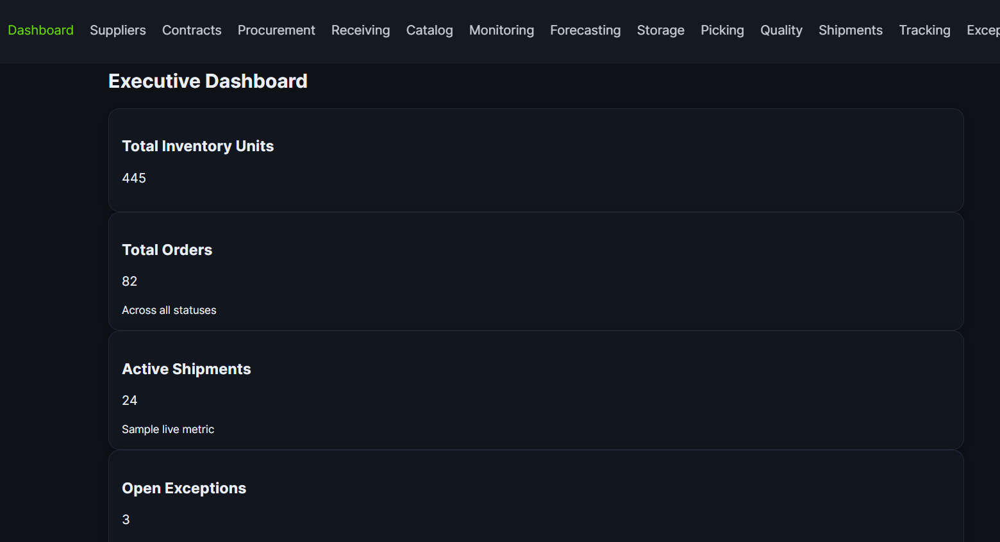 Dashboard Suppliers Contracts Procurement Receiving Catalog Monitoring Forecasting Storage Picking Quality Shipments Tracking Excep
Executive Dashboard
Total Inventory Units
445
Total Orders
82
Across all statuses
Active Shipments
24
Sample live metric
Open Exceptions
3